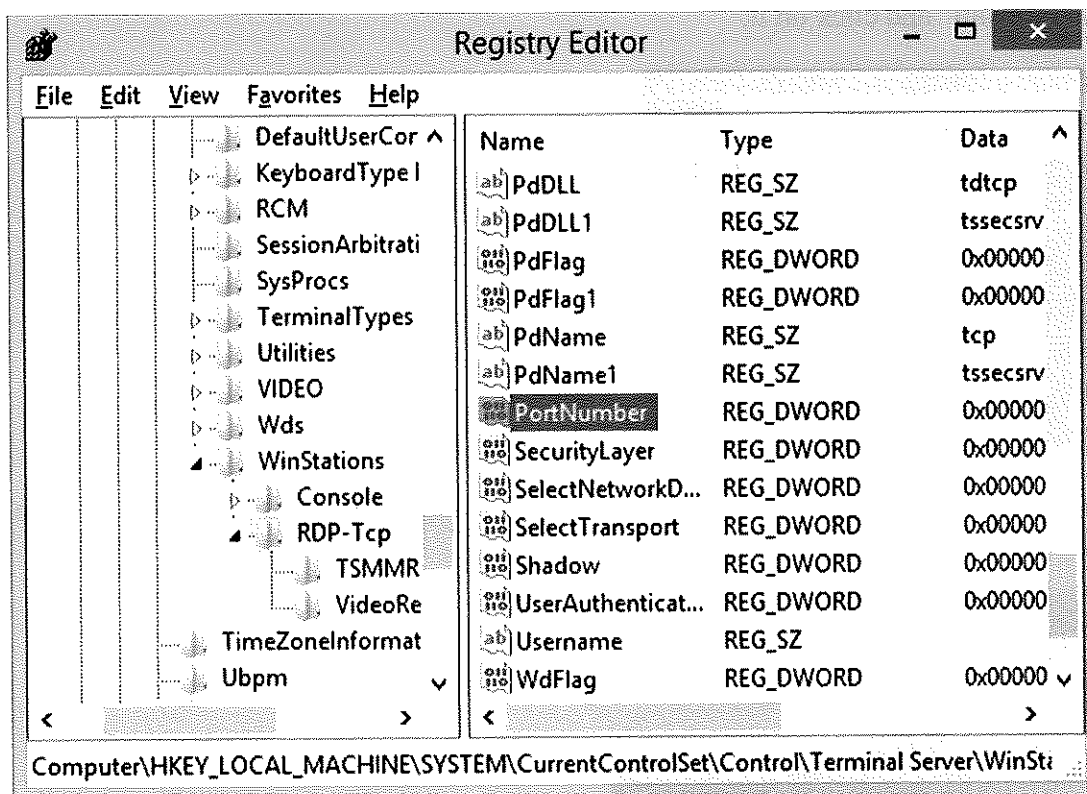 Registry Editor
File Edit View Favorites Help
DefaultUserCor
KeyboardType I
RCM
SessionArbitrati
SysProcs
TerminalTypes
Utilities
VIDEO
Wds
WinStations
Console
RDP-Tcp
TSMMR
VideoRe
TimeZoneInformat
Ubpm
Name Type Data
PdDLL REG_SZ tdtcp
PdDLL1 REG_SZ tssecsrv
PdFlag REG_DWORD 0x00000
PdFlag1 REG_DWORD 0x00000
PdName REG_SZ tcp
PdName1 REG_SZ tssecsrv
PortNumber REG_DWORD 0x00000
SecurityLayer REG_DWORD 0x00000
SelectNetworkD... REG_DWORD 0x00000
SelectTransport REG_DWORD 0x00000
Shadow REG_DWORD 0x00000
UserAuthenticat... REG_DWORD 0x00000
Username REG_SZ
WdFlag REG_DWORD 0x00000
Computer\HKEY_LOCAL_MACHINE\SYSTEM\CurrentControlSet\Control\Terminal Server\WinSta